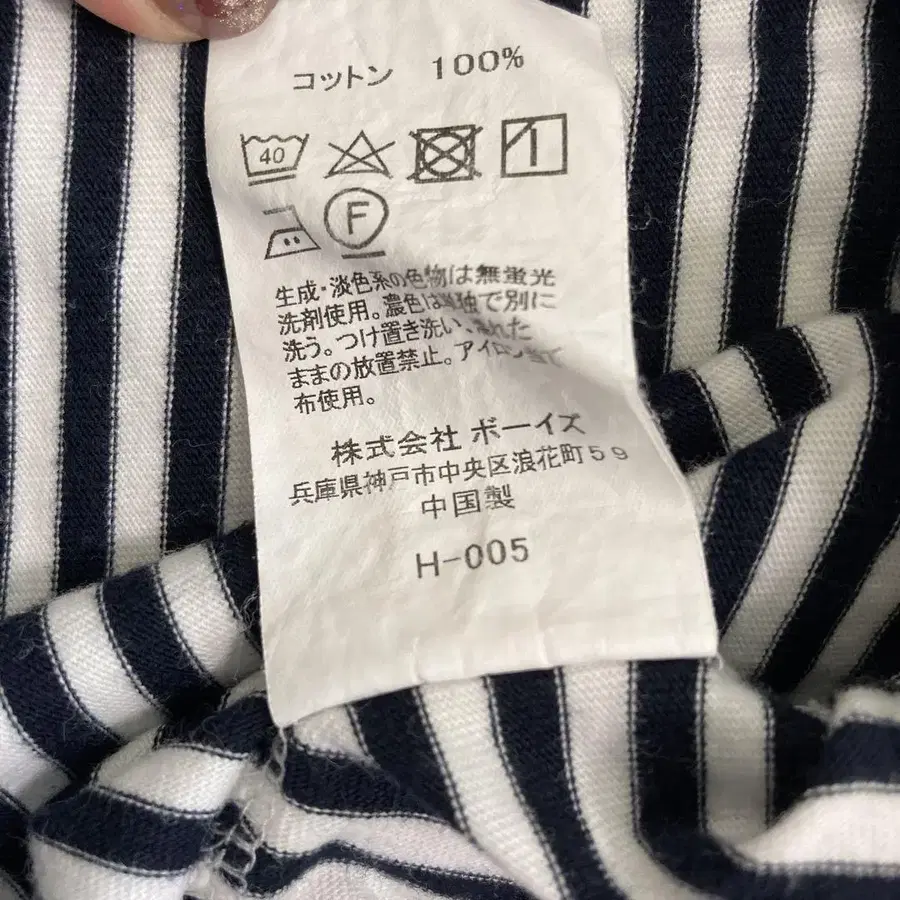 コットン 100%
40
F
生成・淡色系の色物は無蛍光
洗剤使用。濃色は単独で別に
洗う。つけ置き洗い、濡れた
ままの放置禁止。アイロン当て
布使用。
株式会社 ボーイズ
兵庫県神戸市中央区浪花町59
中国製
H-005